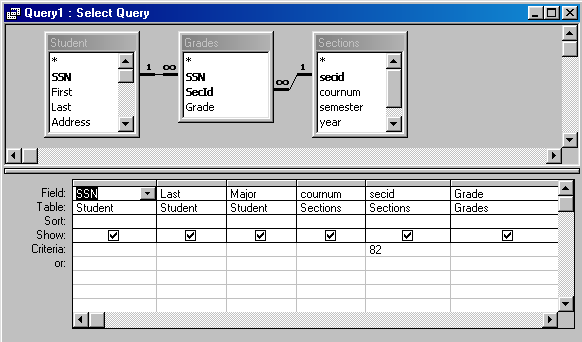 Query1 : Select Query
Student
*
SSN
First
Last
Address
1
∞
Grades
*
SSN
SecId
Grade
∞
1
Sections
*
secid
cournum
semester
year
Field: SSN Last Major cournum secid Grade
Table: Student Student Student Sections Sections Grades
Sort:
Show:
Criteria: 82
or: